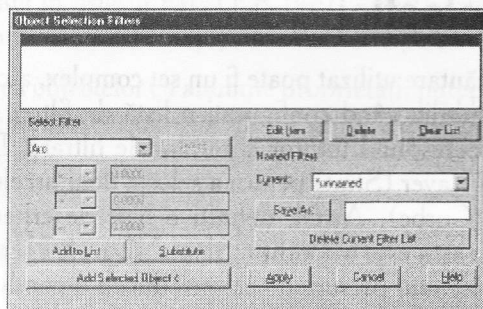 Object Selection Filters
Select Filter
Arc
0.0000
0.0000
0.0000
Add to List
Substitute
Add Selected Object <
Edit Item
Delete
Clear List
Named Filters
Current:
*unnamed
Save As:
Delete Current Filter List
Apply
Cancel
Help